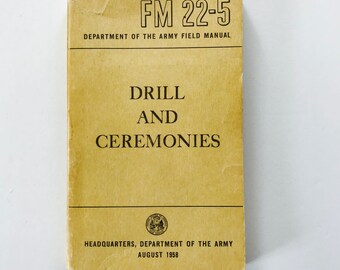 FM 22-5
DEPARTMENT OF THE ARMY FIELD MANUAL
DRILL
AND
CEREMONIES
HEADQUARTERS, DEPARTMENT OF THE ARMY
AUGUST 1958